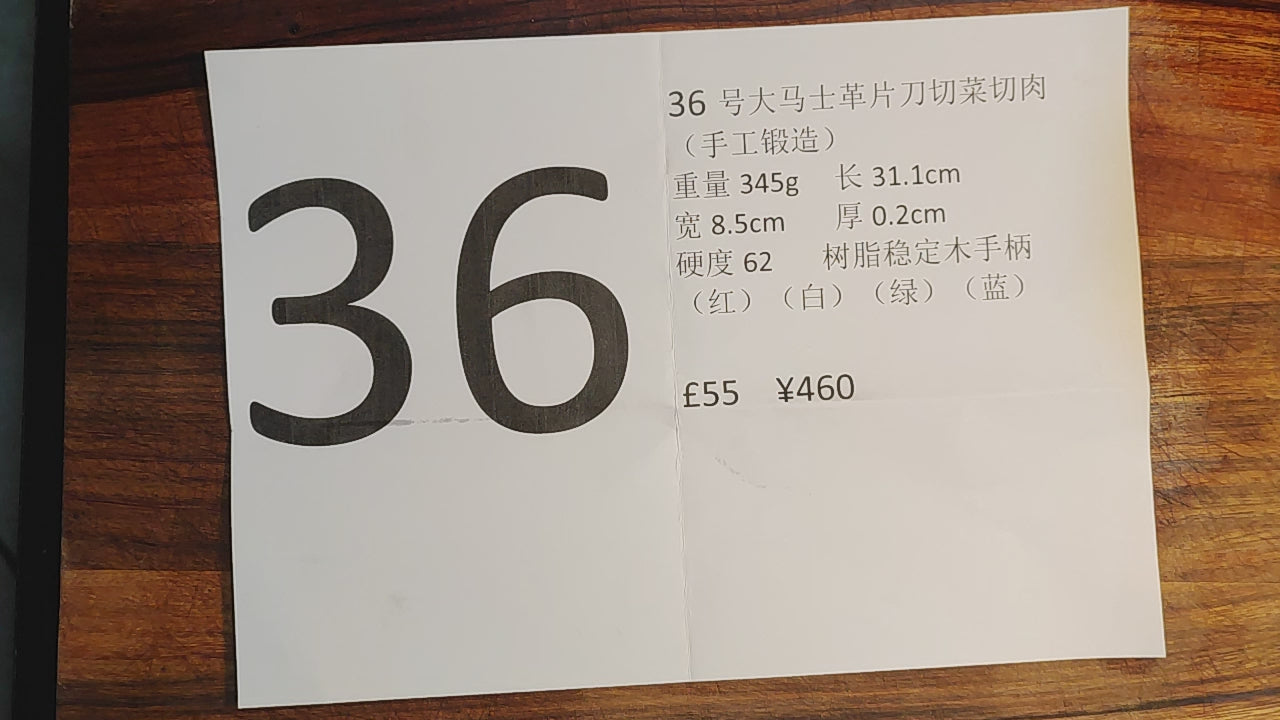 36
36 号大马士革片刀切菜切肉
（手工锻造）
重量 345g 长 31.1cm
宽 8.5cm 厚 0.2cm
硬度 62 树脂稳定木手柄
（红）（白）（绿）（蓝）
£55 ¥460